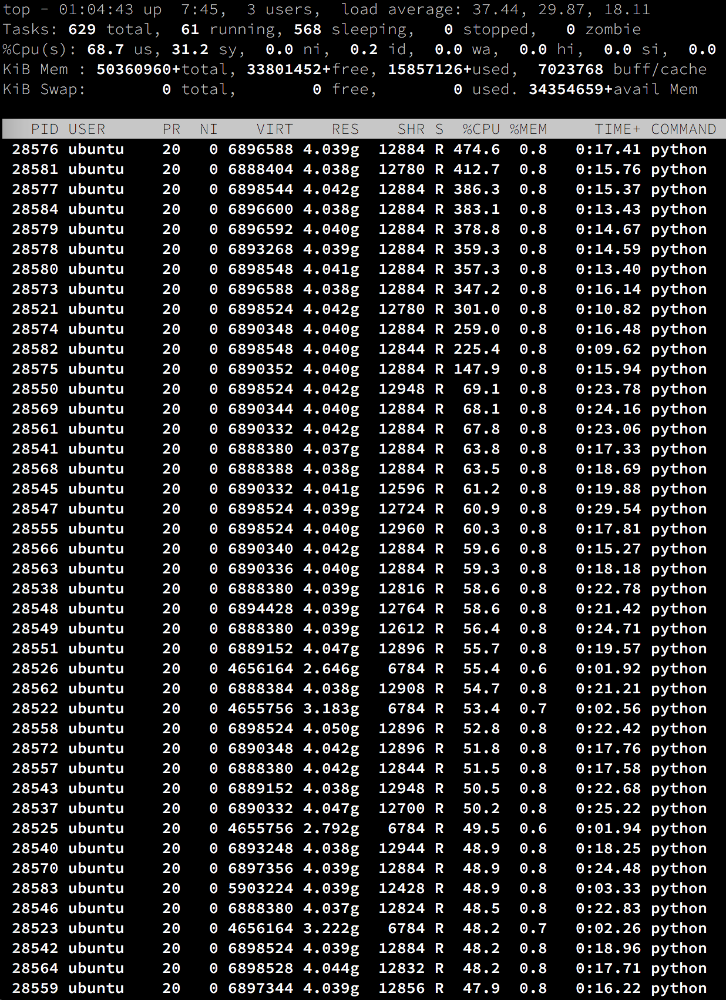 top - 01:04:43 up  7:45,  3 users,  load average: 37.44, 29.87, 18.11
Tasks: 629 total,  61 running, 568 sleeping,   0 stopped,   0 zombie
%Cpu(s): 68.7 us, 31.2 sy,  0.0 ni,  0.2 id,  0.0 wa,  0.0 hi,  0.0 si,  0.0
KiB Mem : 50360960+total, 33801452+free, 15857126+used,  7023768 buff/cache
KiB Swap:        0 total,        0 free,        0 used. 34354659+avail Mem
PID USER      PR  NI    VIRT    RES    SHR S  %CPU %MEM     TIME+ COMMAND
28576 ubuntu    20   0 6896588 4.039g  12884 R 474.6  0.8   0:17.41 python
28581 ubuntu    20   0 6888404 4.038g  12780 R 412.7  0.8   0:15.76 python
28577 ubuntu    20   0 6898544 4.042g  12884 R 386.3  0.8   0:15.37 python
28584 ubuntu    20   0 6896600 4.038g  12884 R 383.1  0.8   0:13.43 python
28579 ubuntu    20   0 6896592 4.040g  12884 R 378.8  0.8   0:14.67 python
28578 ubuntu    20   0 6893268 4.039g  12884 R 359.3  0.8   0:14.59 python
28580 ubuntu    20   0 6898548 4.041g  12884 R 357.3  0.8   0:13.40 python
28573 ubuntu    20   0 6896588 4.038g  12884 R 347.2  0.8   0:16.14 python
28521 ubuntu    20   0 6898524 4.042g  12780 R 301.0  0.8   0:10.82 python
28574 ubuntu    20   0 6890348 4.040g  12884 R 259.0  0.8   0:16.48 python
28582 ubuntu    20   0 6898548 4.040g  12844 R 225.4  0.8   0:09.62 python
28575 ubuntu    20   0 6890352 4.040g  12884 R 147.9  0.8   0:15.94 python
28550 ubuntu    20   0 6898524 4.042g  12948 R  69.1  0.8   0:23.78 python
28569 ubuntu    20   0 6890344 4.040g  12884 R  68.1  0.8   0:24.16 python
28561 ubuntu    20   0 6890332 4.042g  12884 R  67.8  0.8   0:23.06 python
28541 ubuntu    20   0 6888380 4.037g  12884 R  63.8  0.8   0:17.33 python
28568 ubuntu    20   0 6888388 4.038g  12884 R  63.5  0.8   0:18.69 python
28545 ubuntu    20   0 6890332 4.041g  12596 R  61.2  0.8   0:19.88 python
28547 ubuntu    20   0 6898524 4.039g  12724 R  60.9  0.8   0:29.54 python
28555 ubuntu    20   0 6898524 4.040g  12960 R  60.3  0.8   0:17.81 python
28566 ubuntu    20   0 6890340 4.042g  12884 R  59.6  0.8   0:15.27 python
28563 ubuntu    20   0 6890336 4.040g  12884 R  59.3  0.8   0:18.18 python
28538 ubuntu    20   0 6888380 4.039g  12816 R  58.6  0.8   0:22.78 python
28548 ubuntu    20   0 6894428 4.039g  12764 R  58.6  0.8   0:21.42 python
28549 ubuntu    20   0 6888380 4.039g  12612 R  56.4  0.8   0:24.71 python
28551 ubuntu    20   0 6889152 4.047g  12896 R  55.7  0.8   0:19.57 python
28526 ubuntu    20   0 4656164 2.646g   6784 R  55.4  0.6   0:01.92 python
28562 ubuntu    20   0 6888384 4.038g  12908 R  54.7  0.8   0:21.21 python
28522 ubuntu    20   0 4655756 3.183g   6784 R  53.4  0.7   0:02.56 python
28558 ubuntu    20   0 6898524 4.050g  12896 R  52.8  0.8   0:22.42 python
28572 ubuntu    20   0 6890348 4.042g  12896 R  51.8  0.8   0:17.76 python
28557 ubuntu    20   0 6888380 4.042g  12844 R  51.5  0.8   0:17.58 python
28543 ubuntu    20   0 6889152 4.038g  12948 R  50.5  0.8   0:22.68 python
28537 ubuntu    20   0 6890332 4.047g  12700 R  50.2  0.8   0:25.22 python
28525 ubuntu    20   0 4655756 2.792g   6784 R  49.5  0.6   0:01.94 python
28540 ubuntu    20   0 6893248 4.038g  12944 R  48.9  0.8   0:18.25 python
28570 ubuntu    20   0 6897356 4.039g  12884 R  48.9  0.8   0:24.48 python
28583 ubuntu    20   0 5903224 4.039g  12428 R  48.9  0.8   0:03.33 python
28546 ubuntu    20   0 6888380 4.037g  12824 R  48.5  0.8   0:22.83 python
28523 ubuntu    20   0 4656164 3.222g   6784 R  48.2  0.7   0:02.26 python
28542 ubuntu    20   0 6898524 4.039g  12884 R  48.2  0.8   0:18.96 python
28564 ubuntu    20   0 6898528 4.044g  12832 R  48.2  0.8   0:17.71 python
28559 ubuntu    20   0 6897344 4.039g  12856 R  47.9  0.8   0:16.22 python